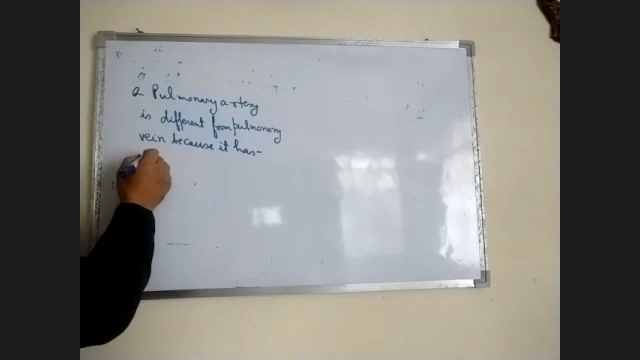 Q Pulmonary artery
is different from pulmonary
vein because it has-